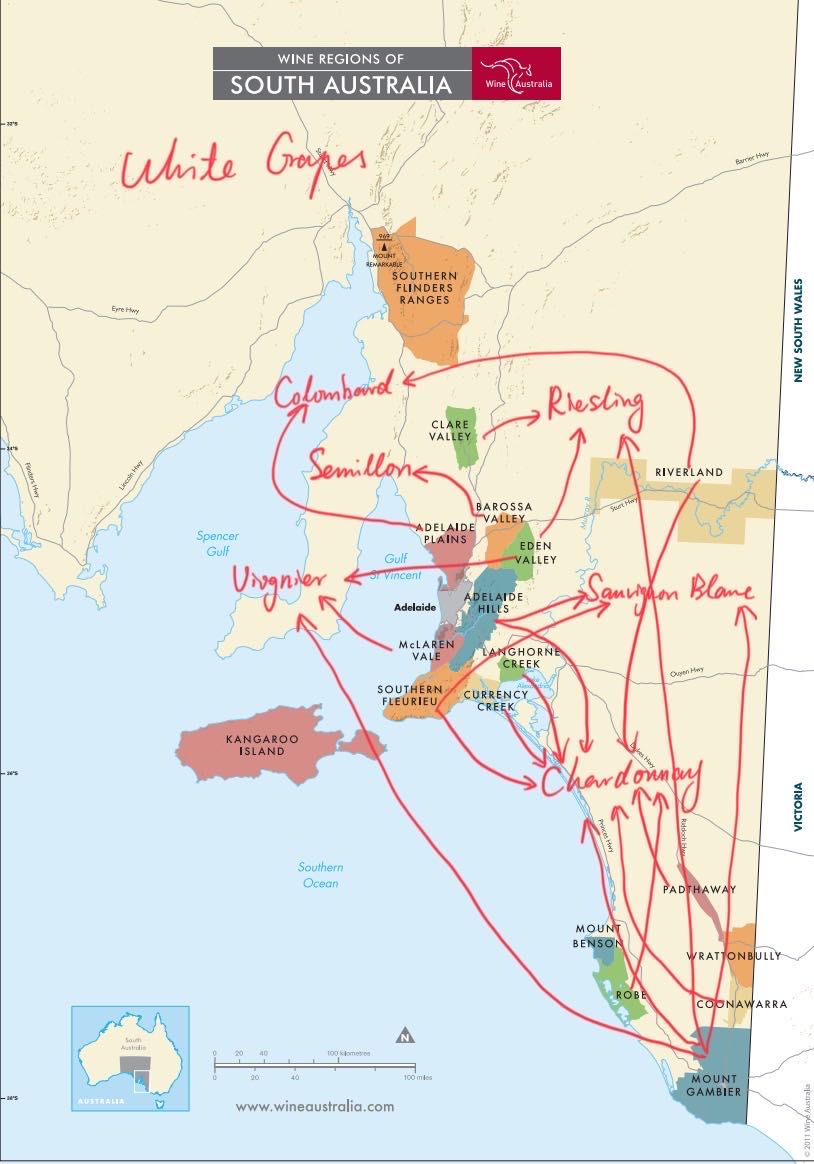 WINE REGIONS OF
SOUTH AUSTRALIA
Wine Australia
32°S
White Grapes
Barrier Hwy
969
MOUNT
REMARKABLE
SOUTHERN
FLINDERS
RANGES
Eyre Hwy
NEW SOUTH WALES
Colombard
Riesling
CLARE
VALLEY
34°S
Semillon
RIVERLAND
Flinders Hwy
Lincoln Hwy
Murray R
Sturt Hwy
BAROSSA
VALLEY
ADELAIDE
PLAINS
Spencer
Gulf
EDEN
VALLEY
Gulf
St Vincent
Viognier
Sauvignon Blanc
Adelaide
ADELAIDE
HILLS
McLAREN
VALE
LANGHORNE
CREEK
Ouyen Hwy
Lake
Alexandrina
SOUTHERN
FLEURIEU
CURRENCY
CREEK
KANGAROO
ISLAND
Dukes Hwy
36°S
Chardonnay
VICTORIA
Princes Hwy
Riddoch Hwy
Southern
Ocean
PADTHAWAY
MOUNT
BENSON
WRATTONBULLY
ROBE
COONAWARRA
South
Australia
AUSTRALIA
N
0 20 40 100 kilometres
0 20 40 100 miles
www.wineaustralia.com
MOUNT
GAMBIER
38°S
© 2011 Wine Australia